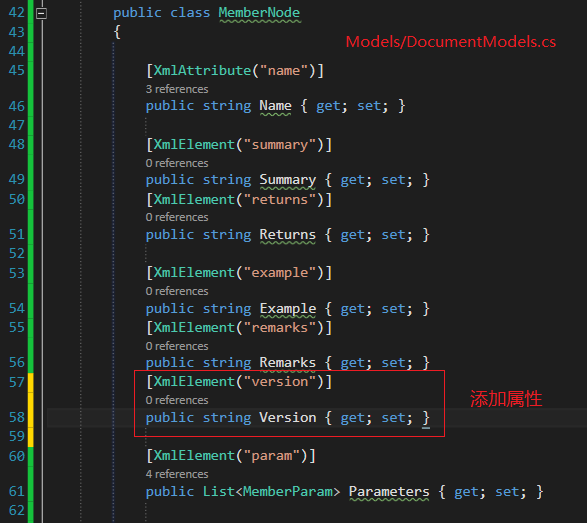 42 public class MemberNode
43 {
Models/DocumentModels.cs
44
45 [XmlAttribute("name")]
3 references
46 public string Name { get; set; }
47
48 [XmlElement("summary")]
0 references
49 public string Summary { get; set; }
50 [XmlElement("returns")]
0 references
51 public string Returns { get; set; }
52
53 [XmlElement("example")]
0 references
54 public string Example { get; set; }
55 [XmlElement("remarks")]
0 references
56 public string Remarks { get; set; }
57 [XmlElement("version")]
0 references
添加属性
58 public string Version { get; set; }
59
60 [XmlElement("param")]
4 references
61 public List<MemberParam> Parameters { get; set; }
62